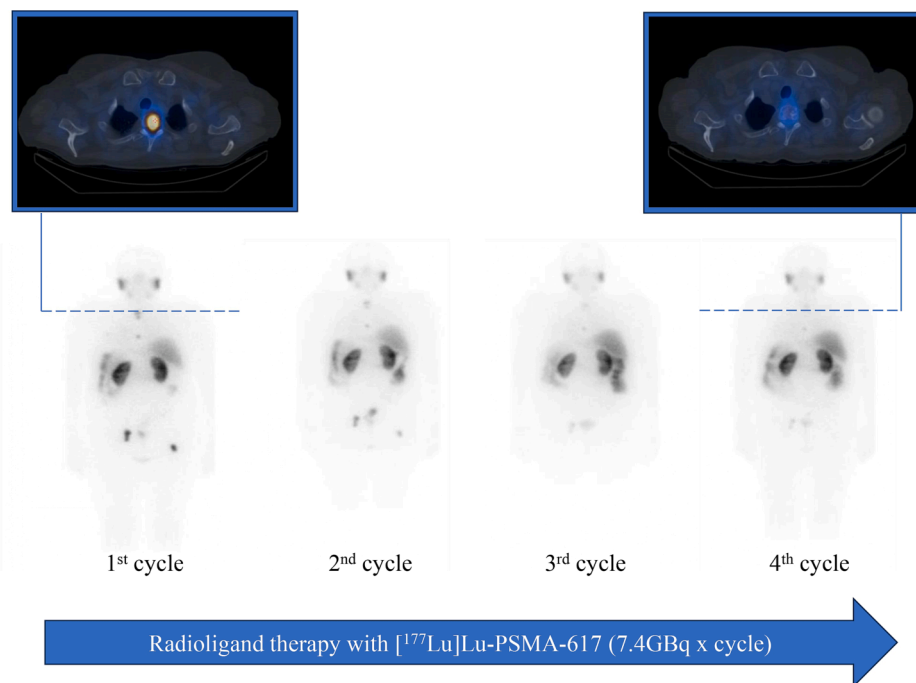 1st cycle
2nd cycle
3rd cycle
4th cycle
Radioligand therapy with [¹⁷⁷Lu]Lu-PSMA-617 (7.4GBq x cycle)